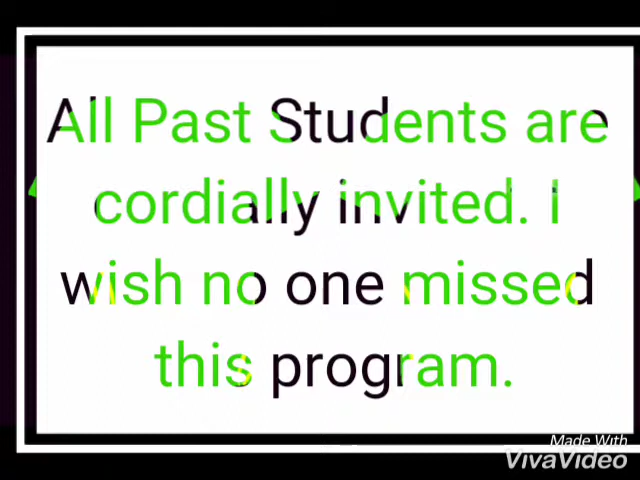 All Past Students are
cordially invited. I
wish no one missed
this program.
Made With
VivaVideo